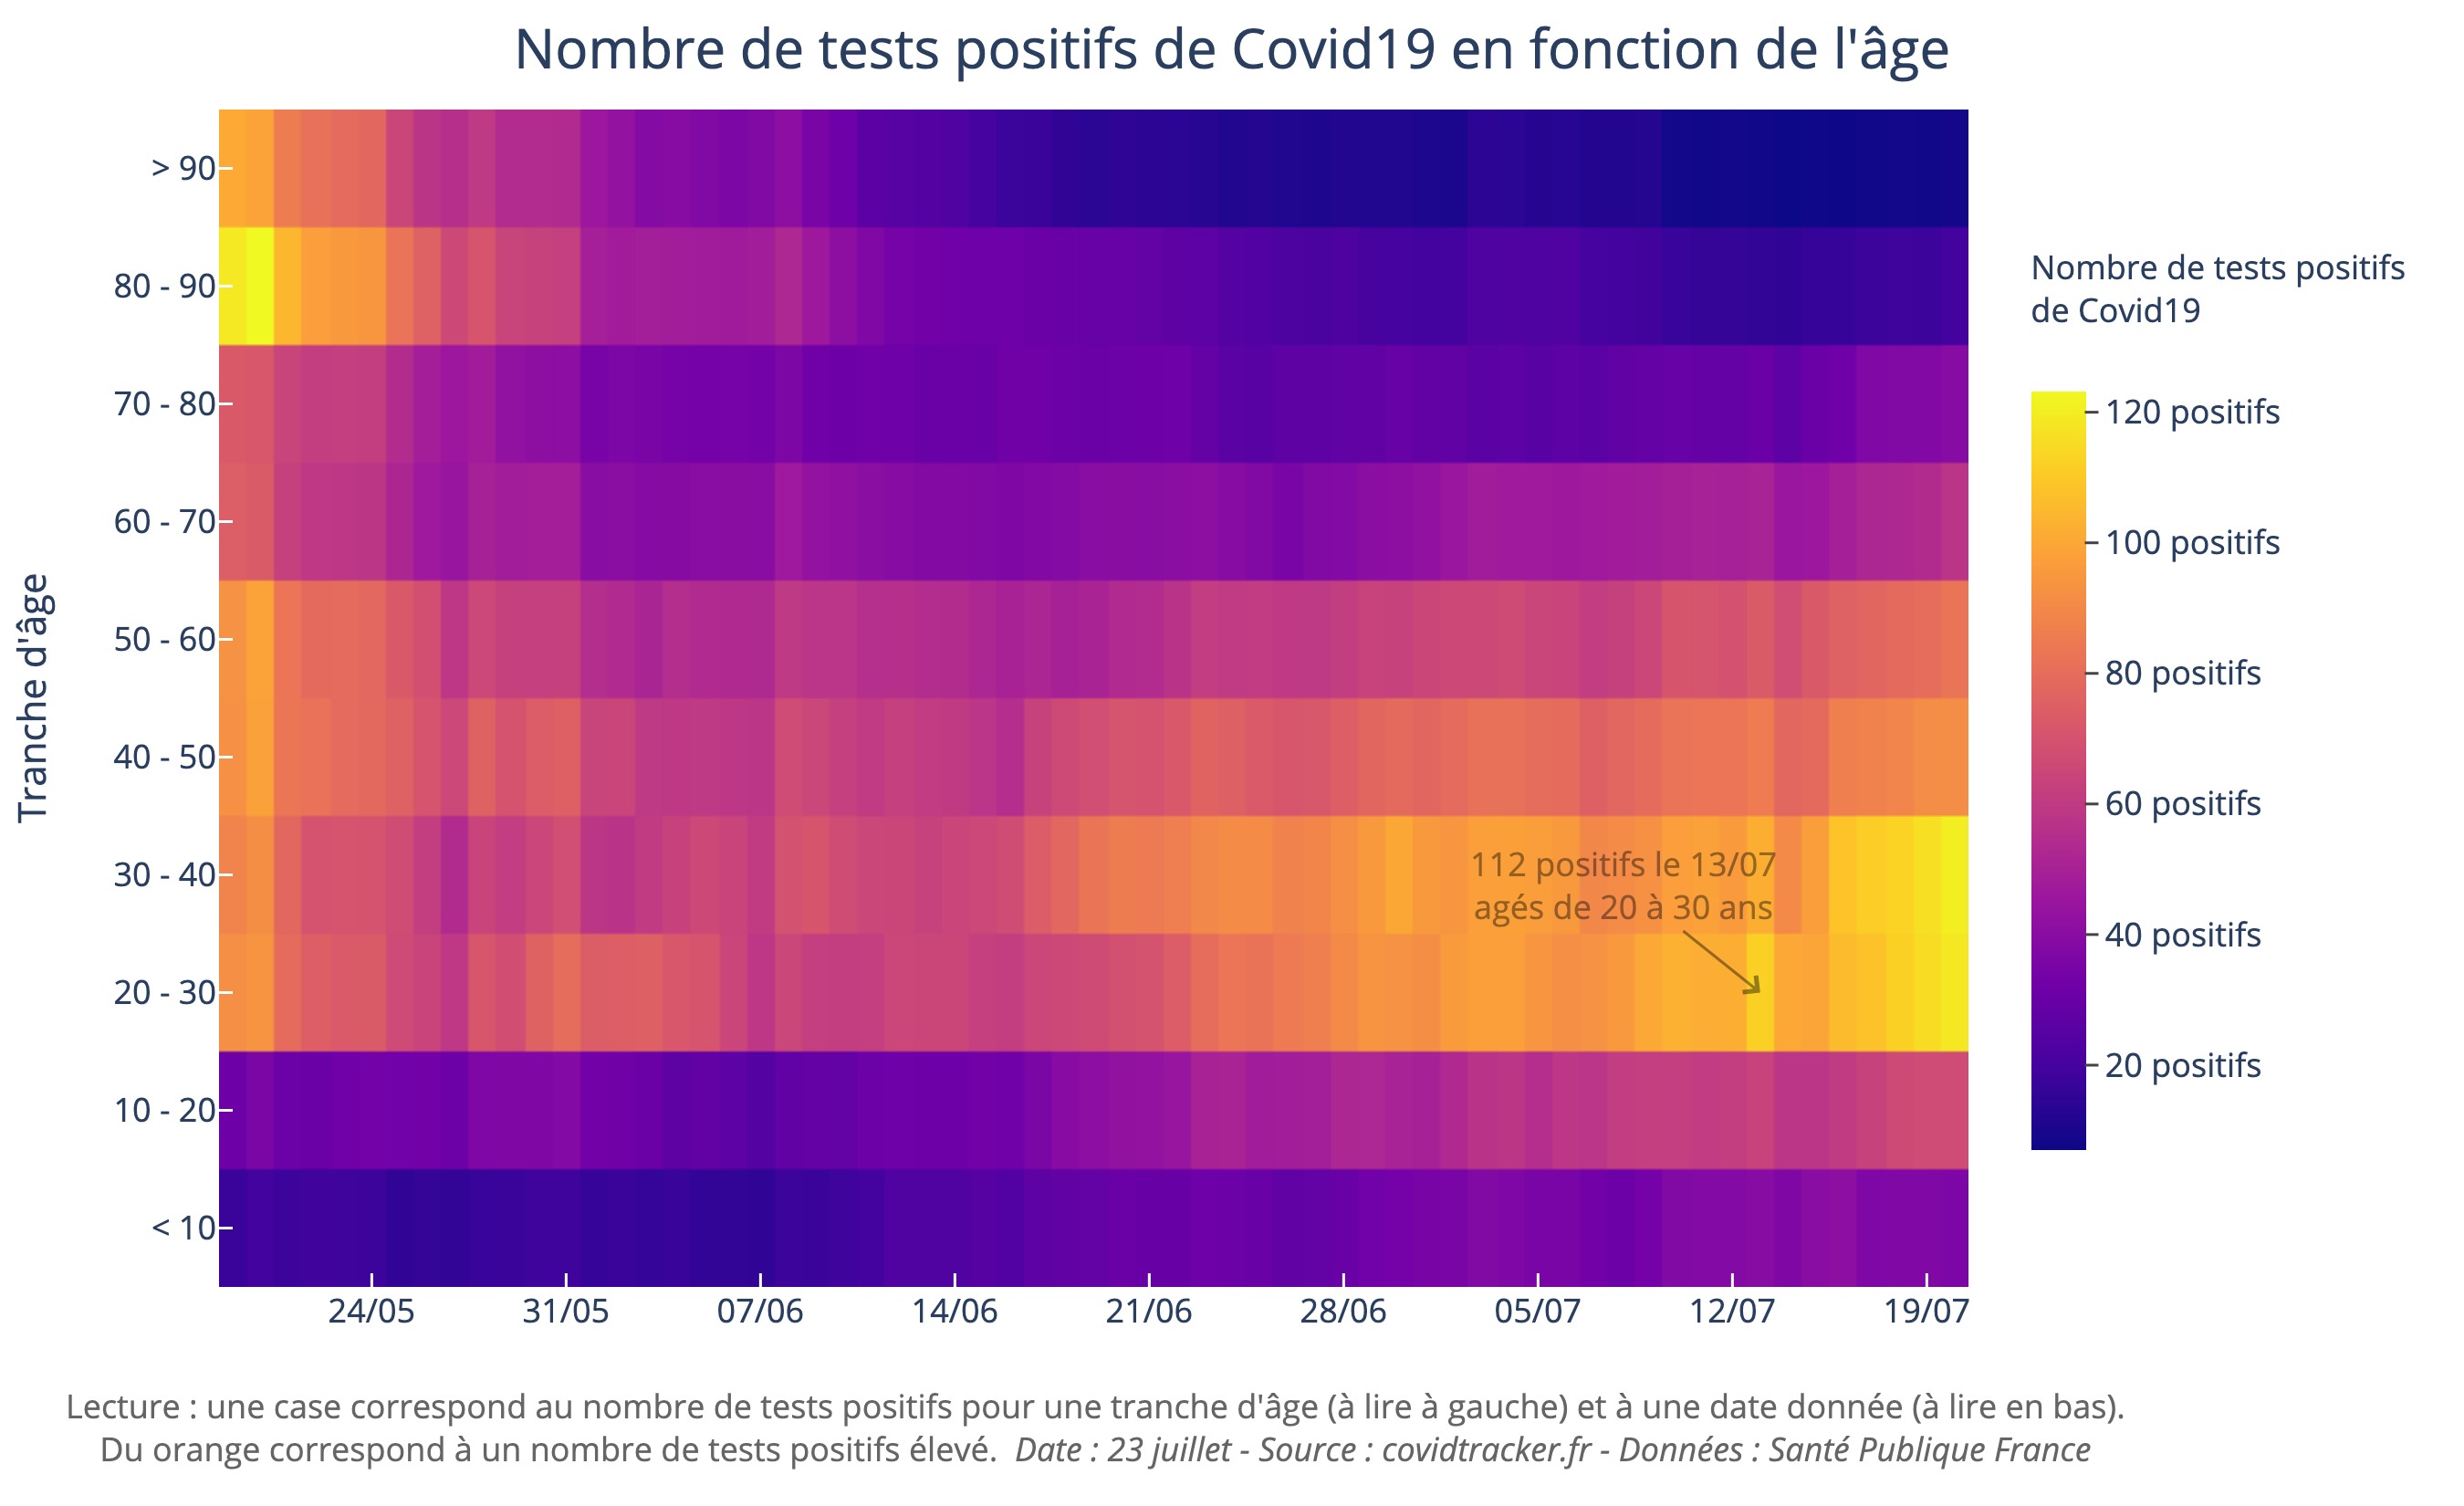 Nombre de tests positifs de Covid19 en fonction de l'âge
Tranche d'âge
> 90
80 - 90
70 - 80
60 - 70
50 - 60
40 - 50
30 - 40
20 - 30
10 - 20
< 10
112 positifs le 13/07
agés de 20 à 30 ans
24/05
31/05
07/06
14/06
21/06
28/06
05/07
12/07
19/07
Nombre de tests positifs
de Covid19
120 positifs
100 positifs
80 positifs
60 positifs
40 positifs
20 positifs
Lecture : une case correspond au nombre de tests positifs pour une tranche d'âge (à lire à gauche) et à une date donnée (à lire en bas).
Du orange correspond à un nombre de tests positifs élevé. Date : 23 juillet - Source : covidtracker.fr - Données : Santé Publique France